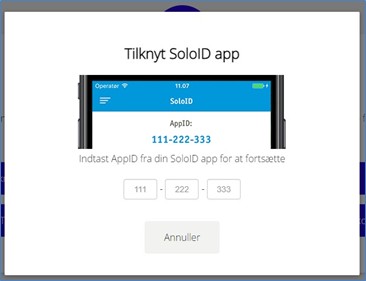 Tilknyt SoloID app
Operatør 11.07
SoloID
AppID:
111-222-333
Indtast AppID fra din SoloID app for at fortsætte
111 - 222 - 333
Annuller